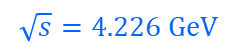 √s = 4.226 GeV